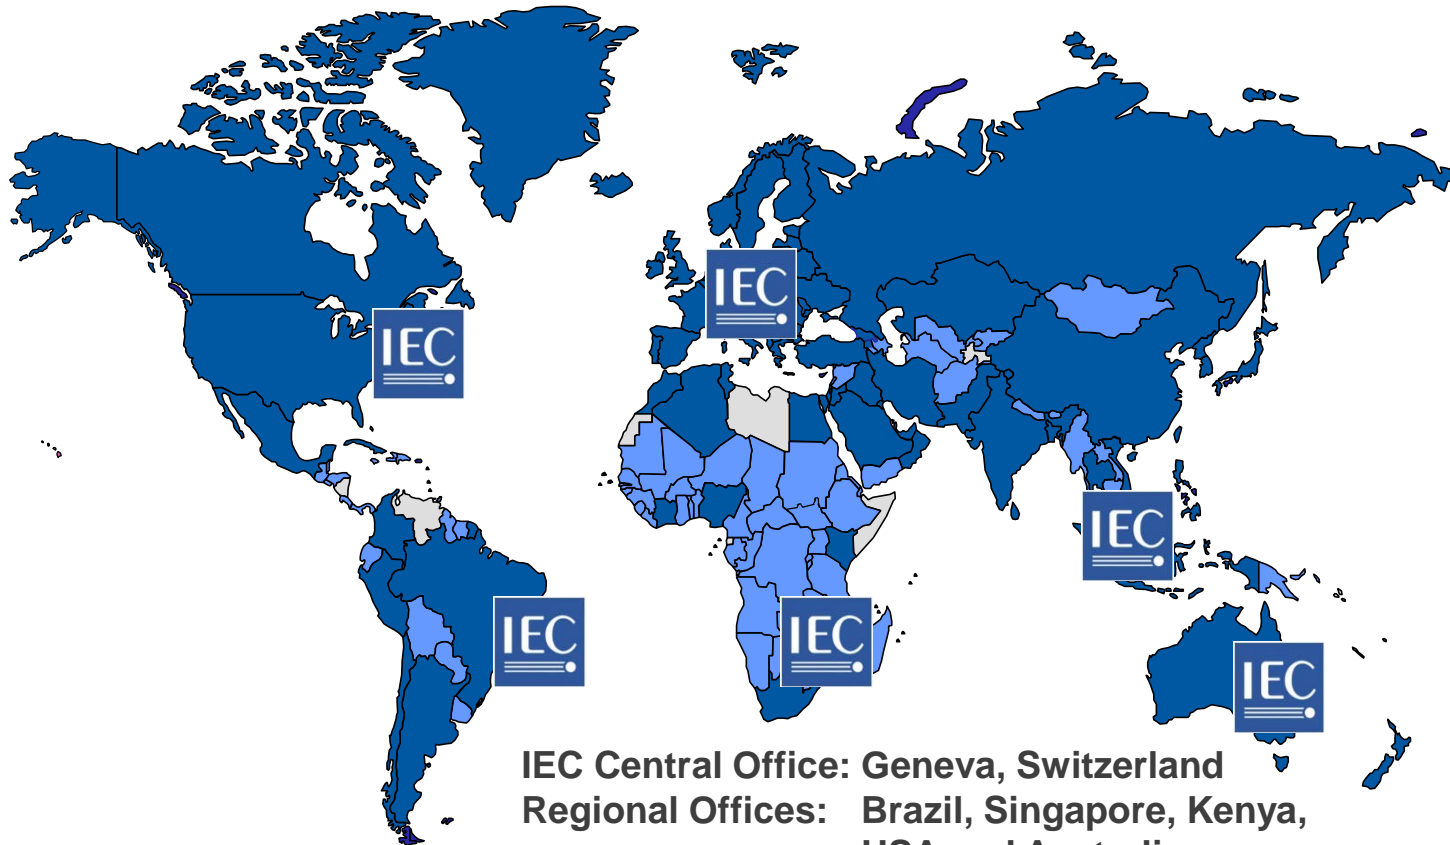 IEC
IEC
IEC
IEC
IEC
IEC
IEC Central Office: Geneva, Switzerland
Regional Offices: Brazil, Singapore, Kenya,